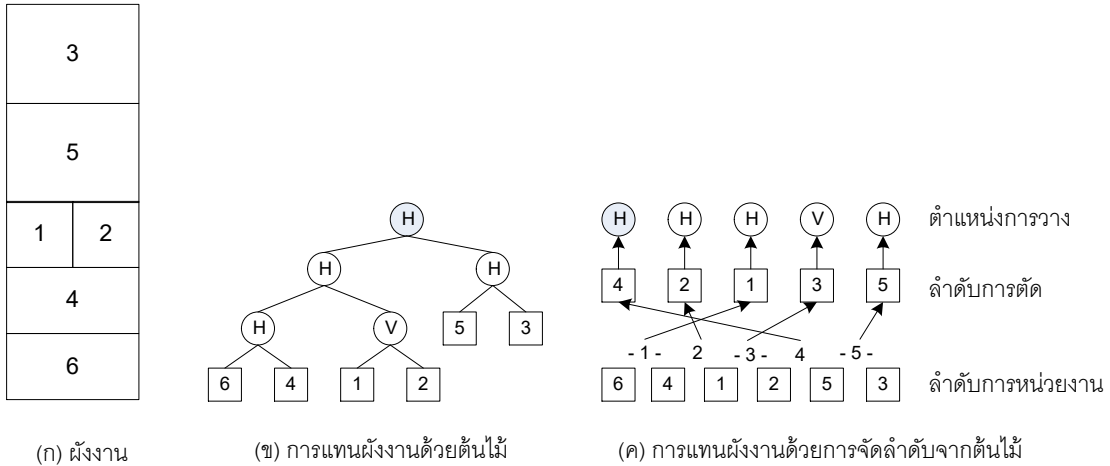 3
5
1 2
4
6
H
H H
H V 5 3
6 4 1 2
H H H V H ตำแหน่งการวาง
4 2 1 3 5 ลำดับการตัด
- 1 - 2 - 3 - 4 - 5 -
6 4 1 2 5 3 ลำดับการหน่วยงาน
(ก) ผังงาน (ข) การแทนผังงานด้วยต้นไม้ (ค) การแทนผังงานด้วยการจัดลำดับจากต้นไม้